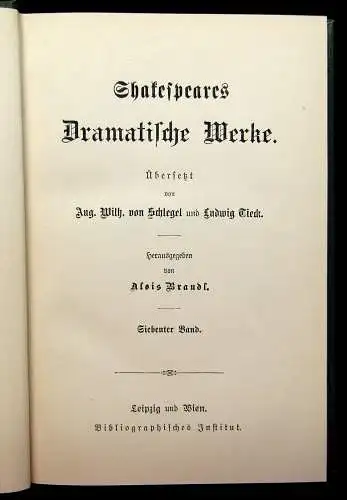 Shakespeares
Dramatische Werke.
Übersetzt
von
Aug. Wilh. von Schlegel und Ludwig Tieck.
Herausgegeben
von
Alois Brandl.
Siebenter Band.
Leipzig und Wien.
Bibliographisches Institut.